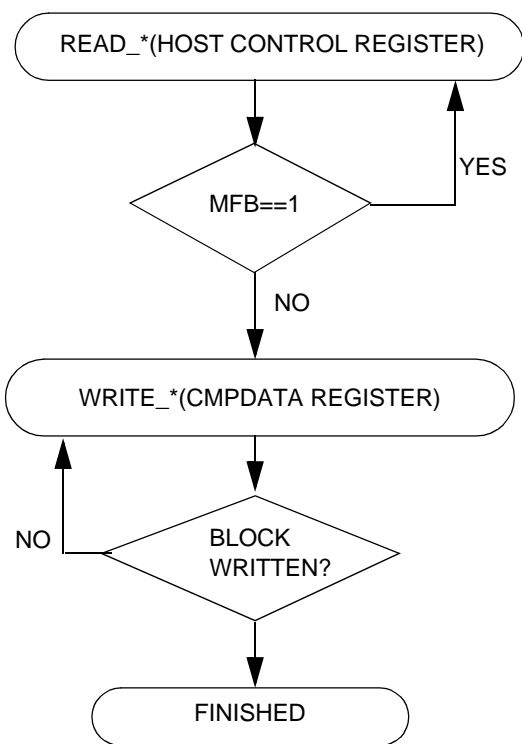 READ_*(HOST CONTROL REGISTER)
YES
MFB==1
NO
WRITE_*(CMPDATA REGISTER)
NO
BLOCK
WRITTEN?
FINISHED